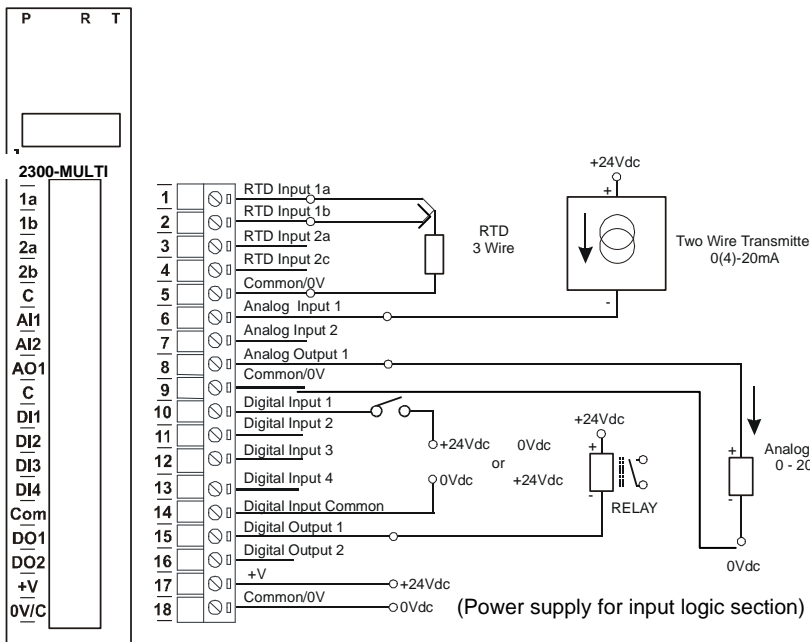 P R T
2300-MULTI
1a
1b
2a
2b
C
AI1
AI2
AO1
C
DI1
DI2
DI3
DI4
Com
DO1
DO2
+V
0V/C
1 RTD Input 1a
2 RTD Input 1b
3 RTD Input 2a
4 RTD Input 2c
5 Common/0V
6 Analog Input 1
7 Analog Input 2
8 Analog Output 1
9 Common/0V
10 Digital Input 1
11 Digital Input 2
12 Digital Input 3
13 Digital Input 4
14 Digital Input Common
15 Digital Output 1
16 Digital Output 2
17 +V
18 Common/0V
RTD
3 Wire
+24Vdc
+
-
Two Wire Transmitte
0(4)-20mA
+24Vdc 0Vdc
or
0Vdc +24Vdc
+24Vdc
+
-
RELAY
+
-
Analog
0 - 20
0Vdc
+24Vdc
0Vdc
(Power supply for input logic section)